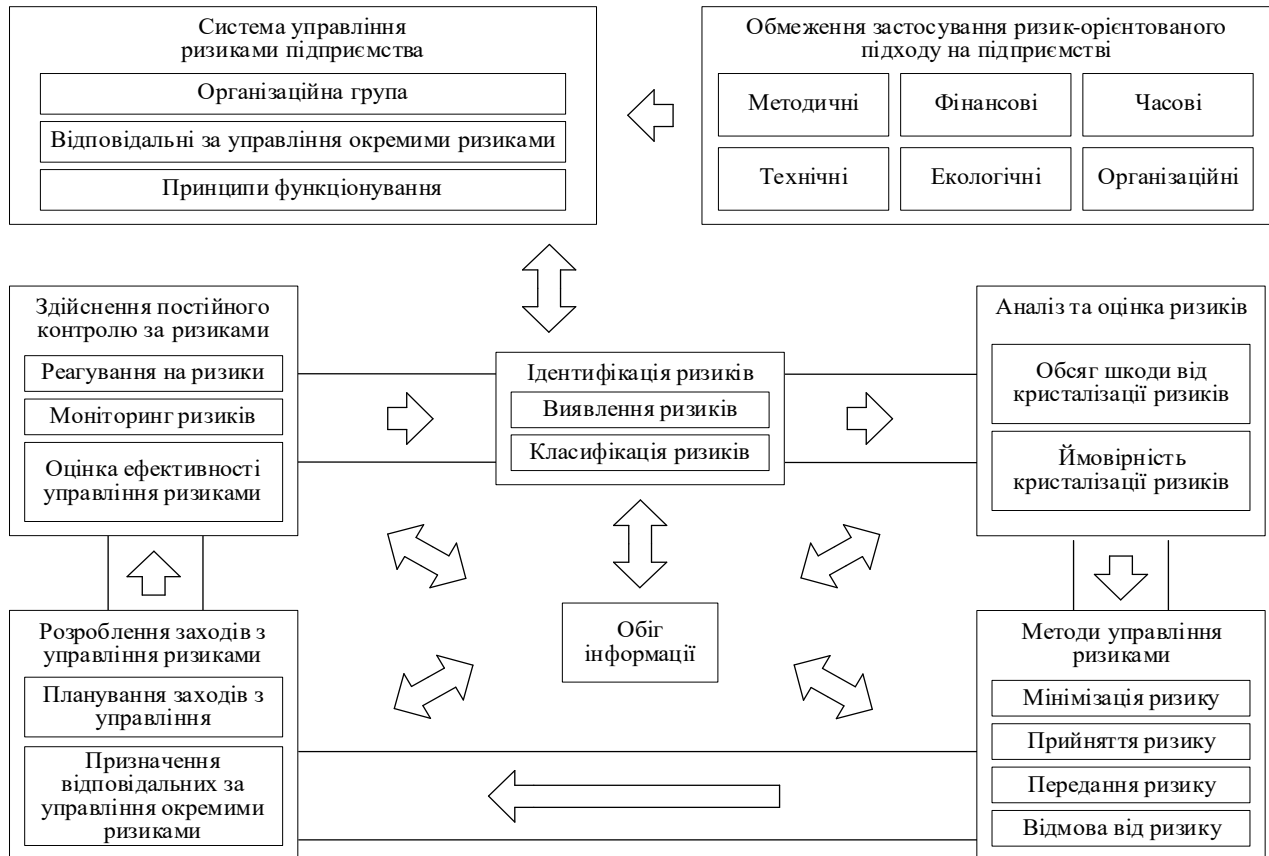 Система управління
ризиками підприємства
Організаційна група
Відповідальні за управління окремими ризиками
Принципи функціонування
Обмеження застосування ризик-орієнтованого
підходу на підприємстві
Методичні
Фінансові
Часові
Технічні
Екологічні
Організаційні
Здійснення постійного
контролю за ризиками
Реагування на ризики
Моніторинг ризиків
Оцінка ефективності
управління ризиками
Ідентифікація ризиків
Виявлення ризиків
Класифікація ризиків
Аналіз та оцінка ризиків
Обсяг шкоди від
кристалізації ризиків
Ймовірність
кристалізації ризиків
Обіг
інформації
Розроблення заходів з
управління ризиками
Планування заходів з
управління
Призначення
відповідальних за
управління окремими
ризиками
Методи управління
ризиками
Мінімізація ризику
Прийняття ризику
Передання ризику
Відмова від ризику